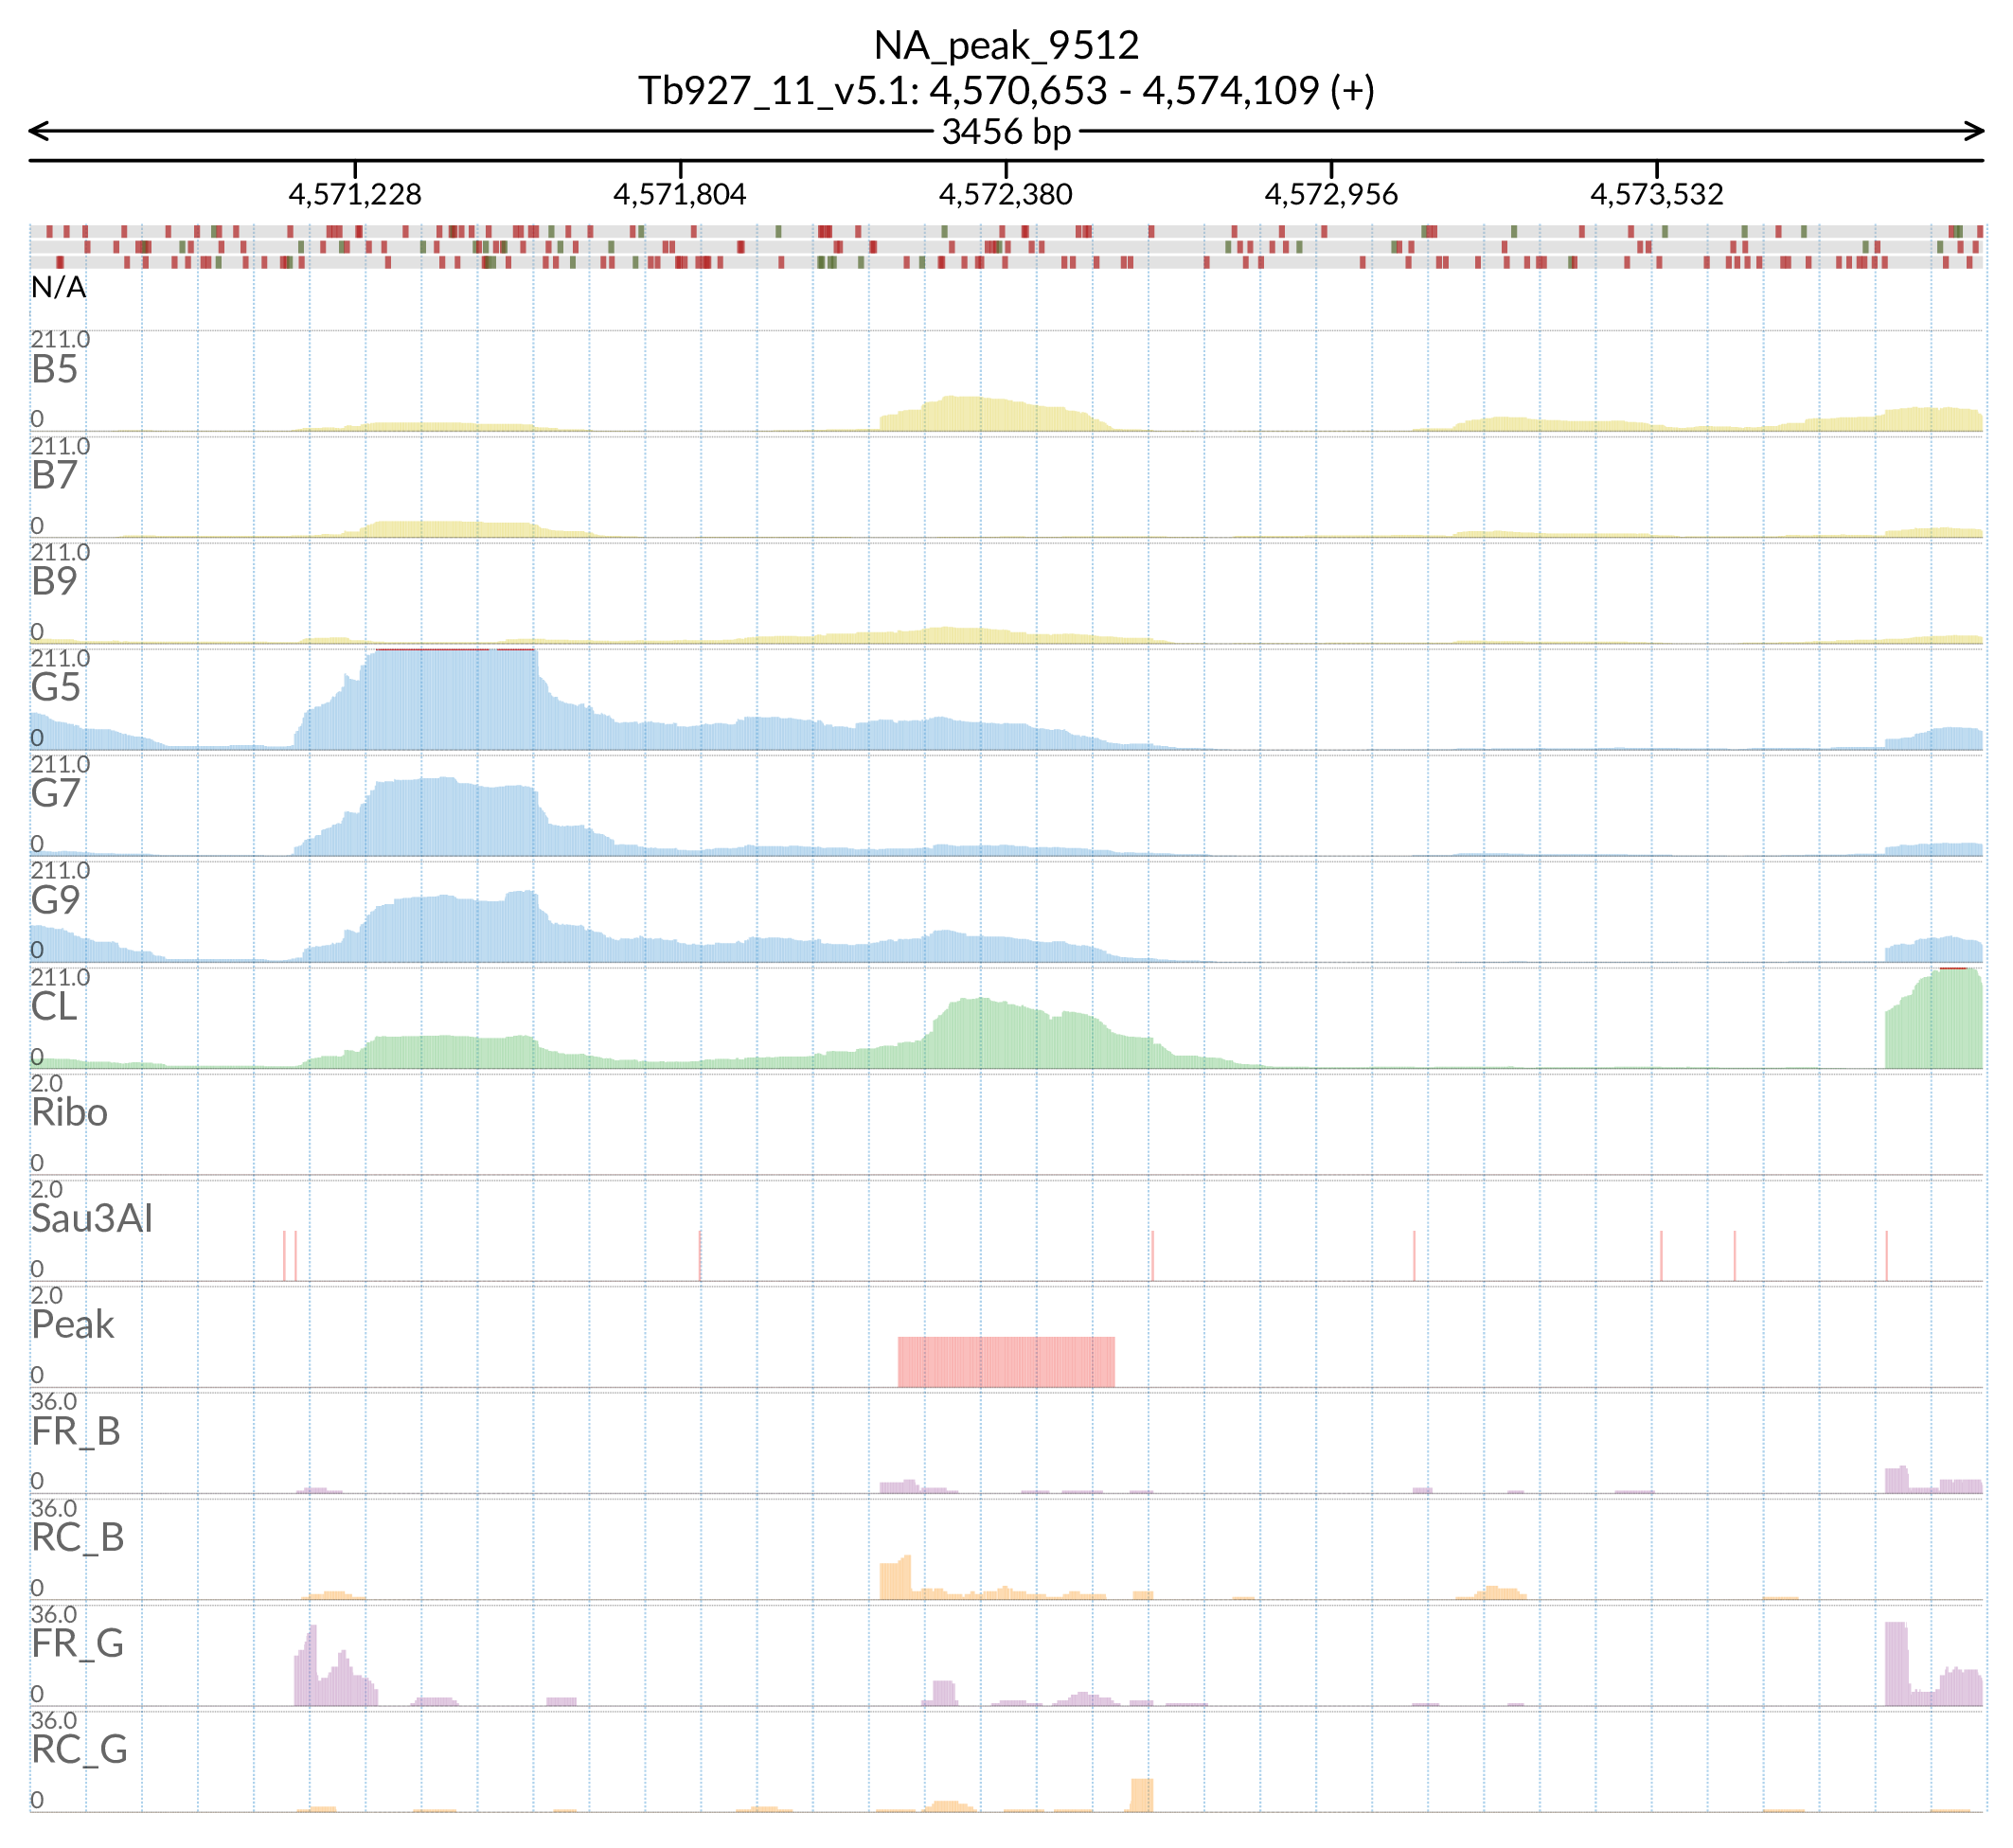 NA_peak_9512
Tb927_11_v5.1: 4,570,653 - 4,574,109 (+)
3456 bp
4,571,228 4,571,804 4,572,380 4,572,956 4,573,532
N/A
211.0
B5
0
211.0
B7
0
211.0
B9
0
211.0
G5
0
211.0
G7
0
211.0
G9
0
211.0
CL
0
2.0
Ribo
0
2.0
Sau3AI
0
2.0
Peak
0
36.0
FR_B
0
36.0
RC_B
0
36.0
FR_G
0
36.0
RC_G
0